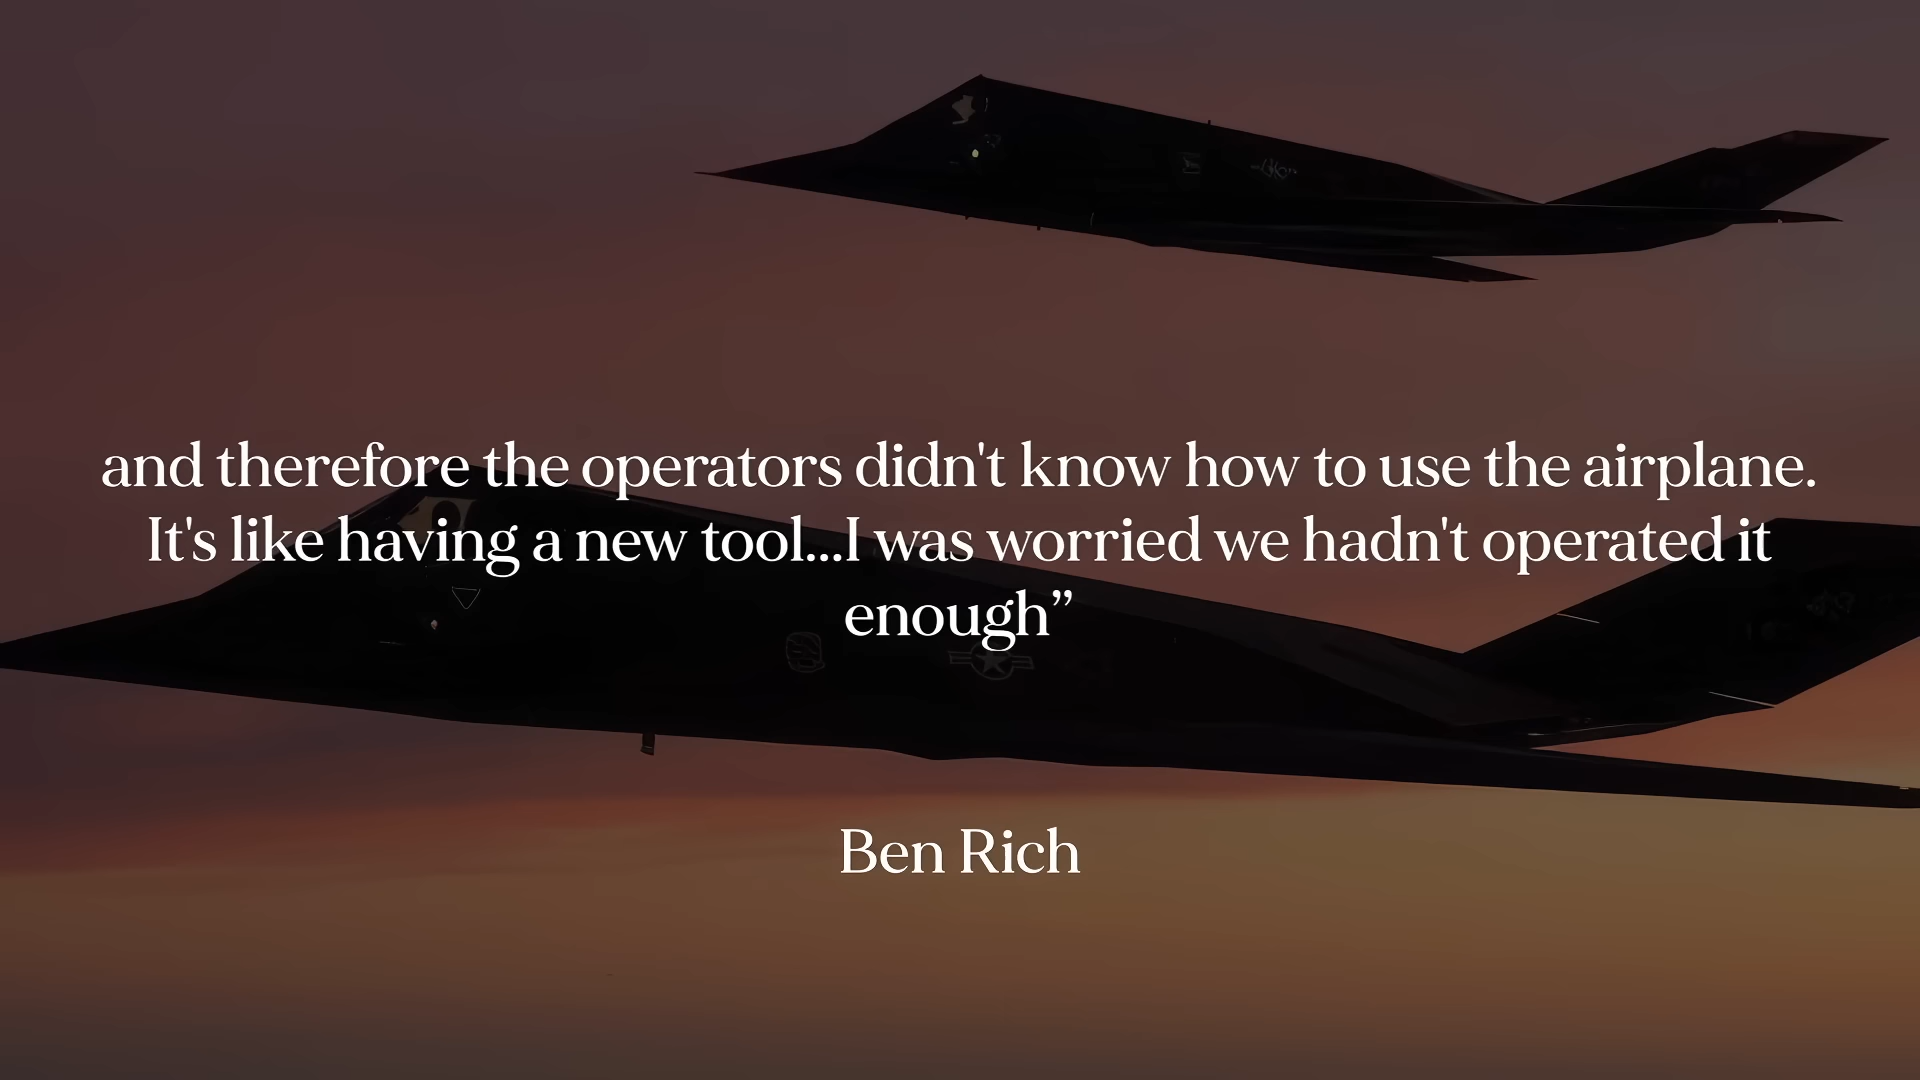 and therefore the operators didn't know how to use the airplane.
It's like having a new tool...I was worried we hadn't operated it
enough”
Ben Rich